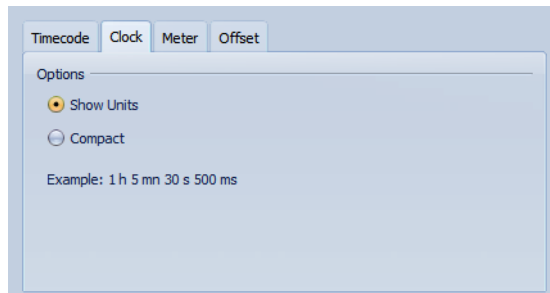 Timecode Clock Meter Offset
Options
Show Units
Compact
Example: 1 h 5 mn 30 s 500 ms